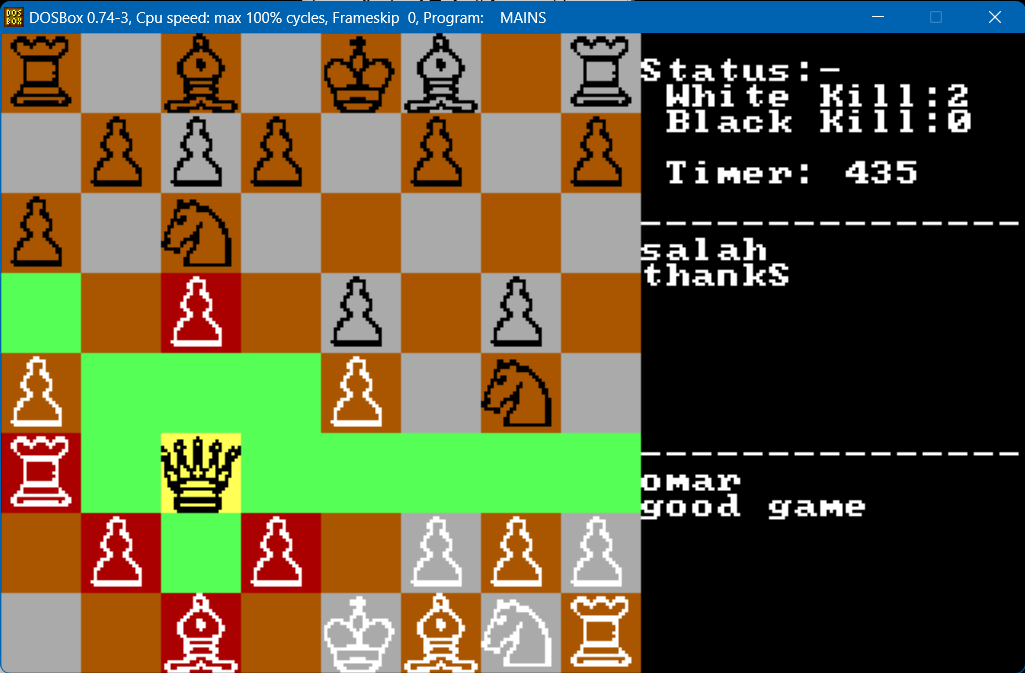 DOSBox 0.74-3, Cpu speed: max 100% cycles, Frameskip 0, Program: MAINS
Status:-
White Kill:2
Black Kill:0
Timer: 435
---------------
salah
thankS
---------------
omar
good game